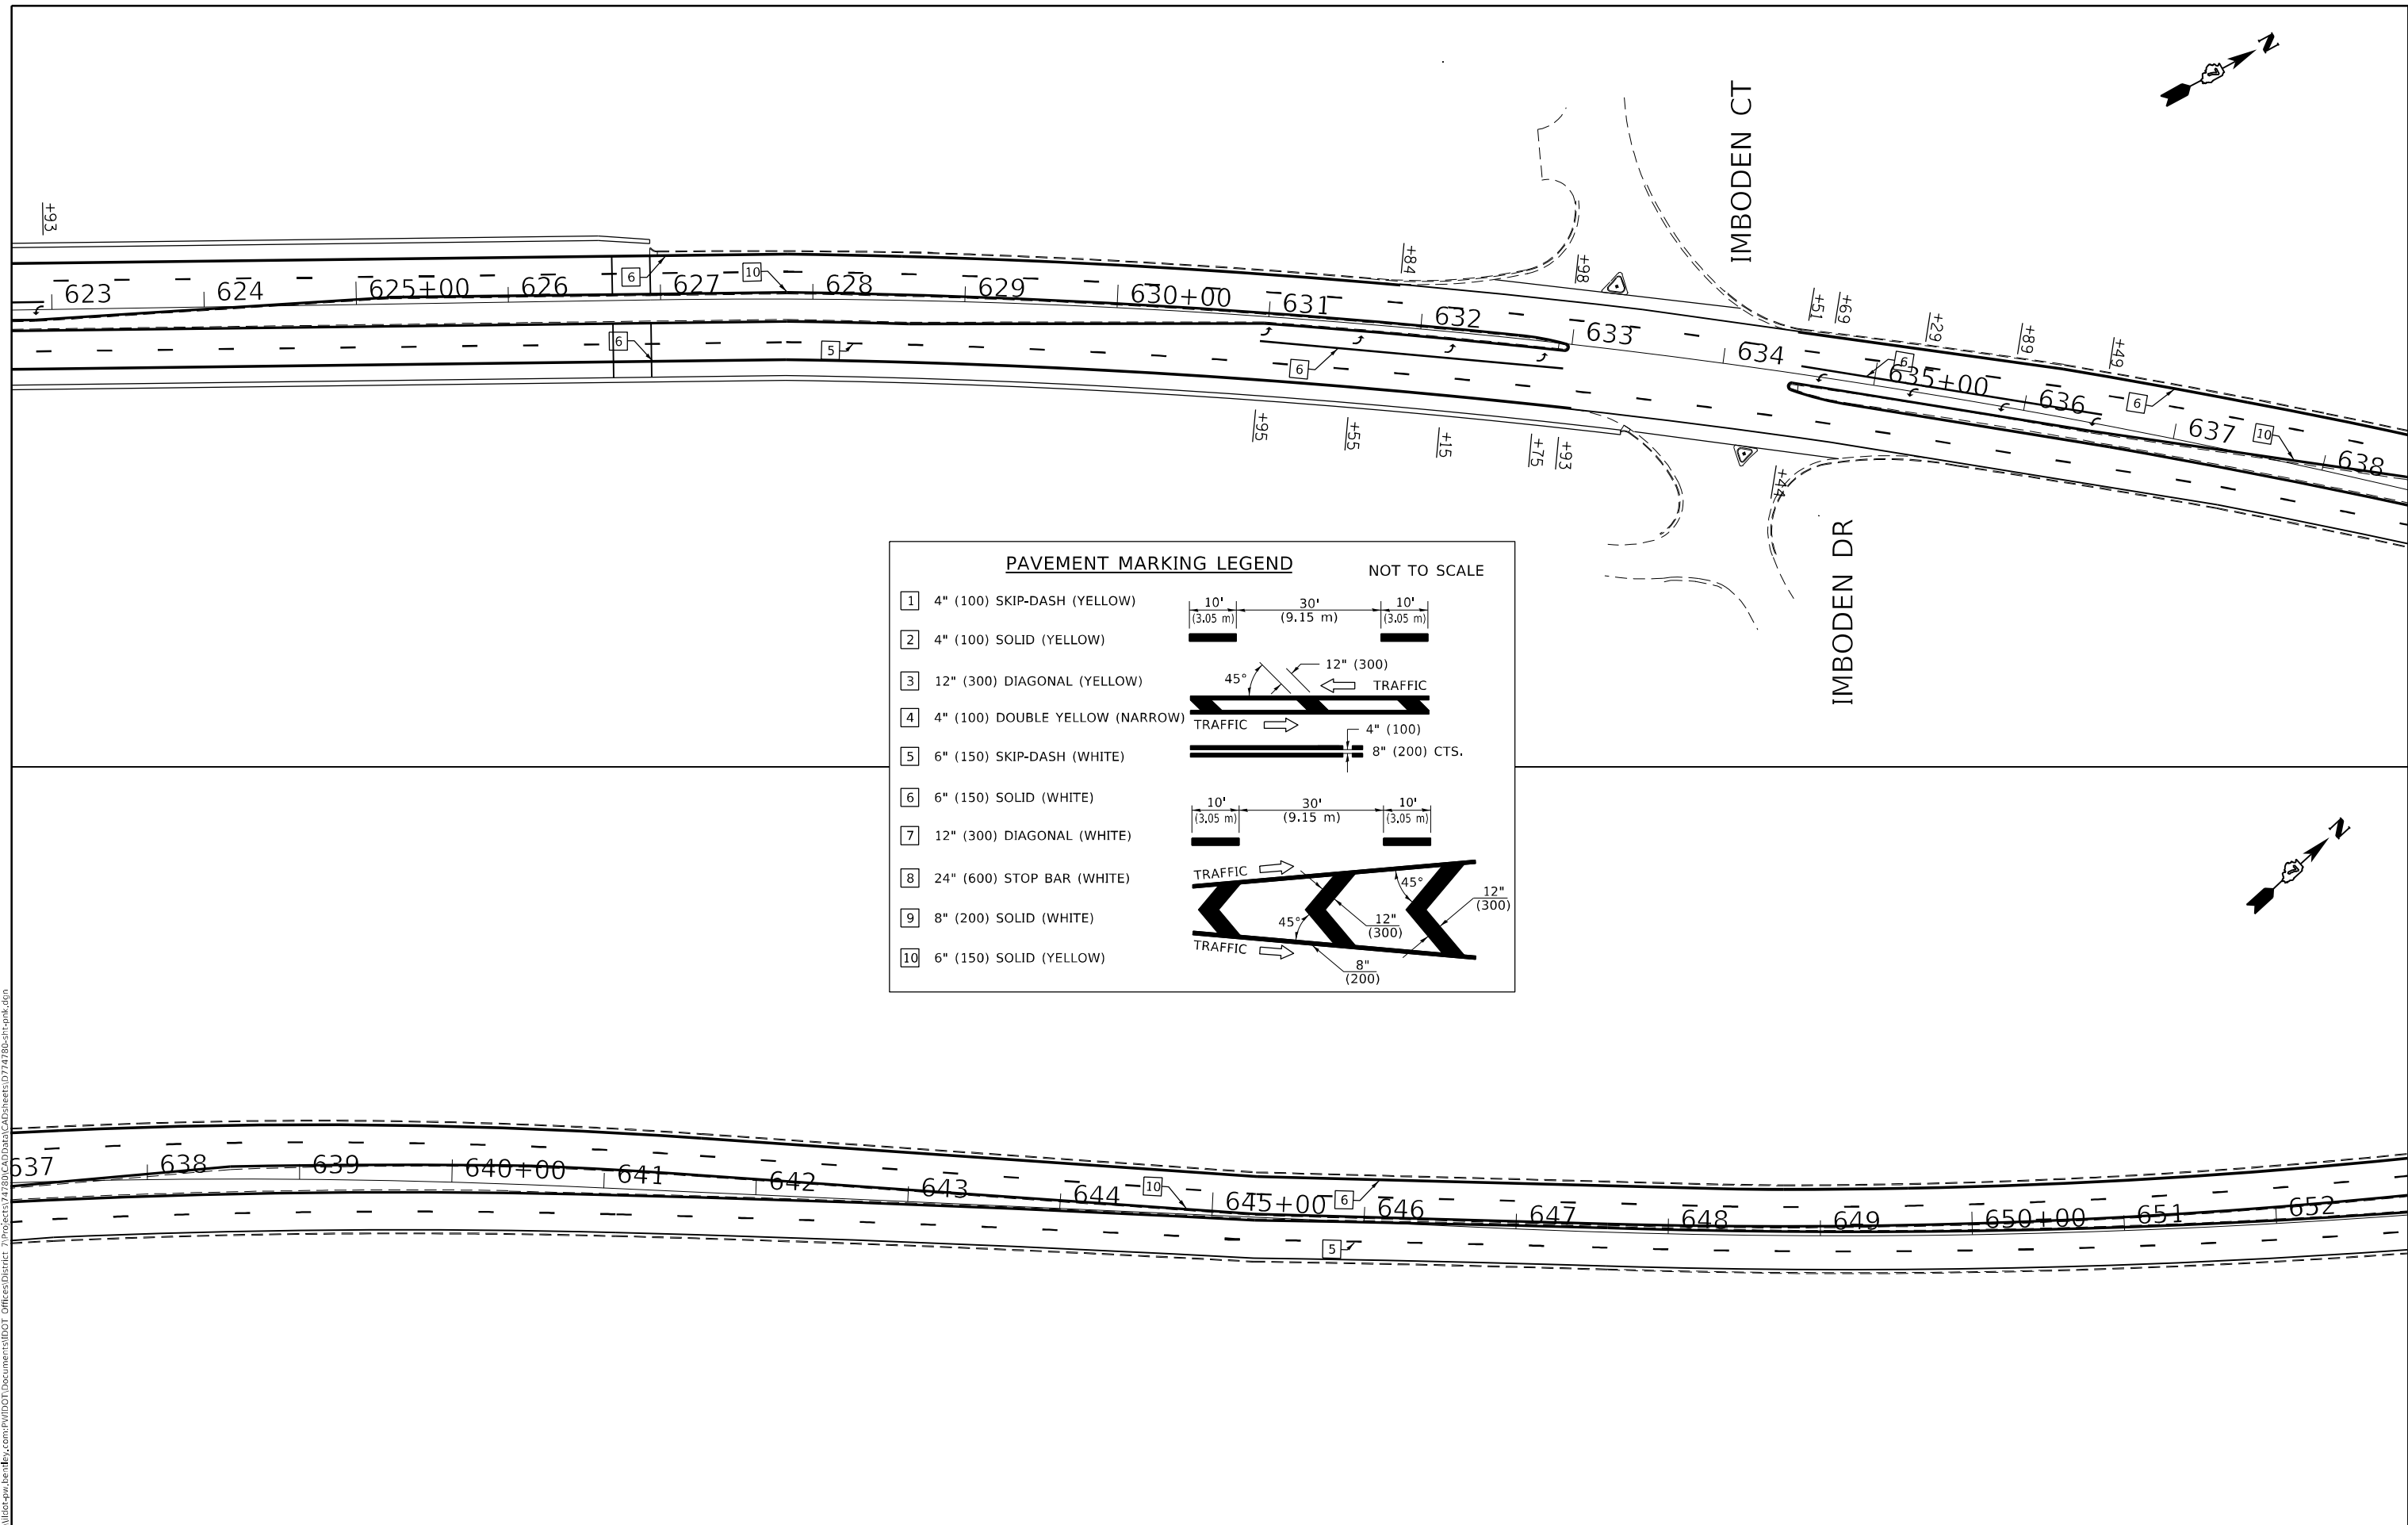 N
IMBODEN CT
+93
+84
+98
+51
+69
+29
+89
+49
623
624
625+00
626
6
627
10
628
629
630+00
631
632
633
634
6
635+00
636
6
637
10
638
6
5
6
+95
+55
+15
+75
+93
+44
IMBODEN DR
PAVEMENT MARKING LEGEND
NOT TO SCALE
1 4" (100) SKIP-DASH (YELLOW)
10' 30' 10'
(3.05 m) (9.15 m) (3.05 m)
2 4" (100) SOLID (YELLOW)
12" (300)
3 12" (300) DIAGONAL (YELLOW)
45°
TRAFFIC
4 4" (100) DOUBLE YELLOW (NARROW)
TRAFFIC
4" (100)
8" (200) CTS.
5 6" (150) SKIP-DASH (WHITE)
6 6" (150) SOLID (WHITE)
10' 30' 10'
(3.05 m) (9.15 m) (3.05 m)
7 12" (300) DIAGONAL (WHITE)
TRAFFIC
8 24" (600) STOP BAR (WHITE)
45°
12"
(300)
9 8" (200) SOLID (WHITE)
45°
12"
(300)
TRAFFIC
10 6" (150) SOLID (YELLOW)
8"
(200)
N
637
638
639
640+00
641
642
643
644
10
645+00
6
646
647
648
649
650+00
651
652
5